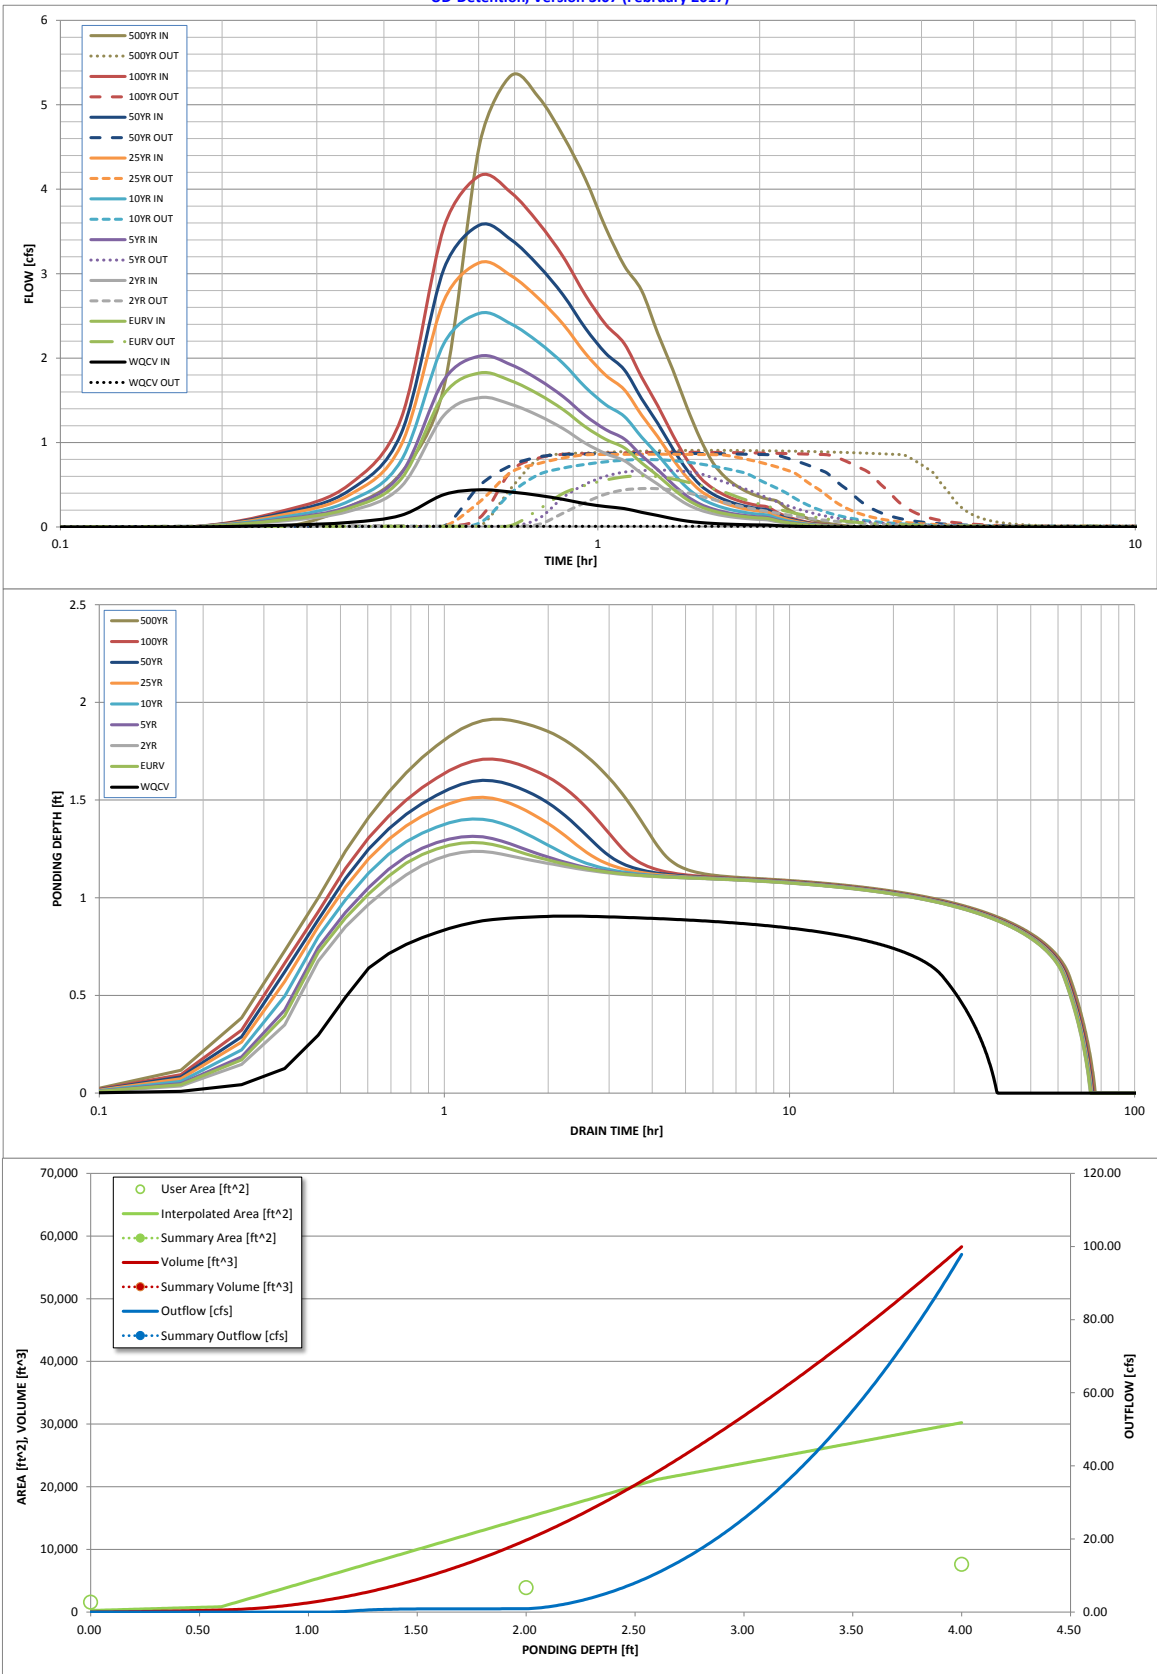 UD-Detention, Version 3.07 (February 2017)
6
5
4
3
2
1
0
FLOW [cfs]
500YR IN
500YR OUT
100YR IN
100YR OUT
50YR IN
50YR OUT
25YR IN
25YR OUT
10YR IN
10YR OUT
5YR IN
5YR OUT
2YR IN
2YR OUT
EURV IN
EURV OUT
WQCV IN
WQCV OUT
0.1
1
10
TIME [hr]
2.5
2
1.5
1
0.5
0
PONDING DEPTH [ft]
500YR
100YR
50YR
25YR
10YR
5YR
2YR
EURV
WQCV
0.1
1
10
100
DRAIN TIME [hr]
70,000
60,000
50,000
40,000
30,000
20,000
10,000
0
AREA [ft^2], VOLUME [ft^3]
User Area [ft^2]
Interpolated Area [ft^2]
Summary Area [ft^2]
Volume [ft^3]
Summary Volume [ft^3]
Outflow [cfs]
Summary Outflow [cfs]
120.00
100.00
80.00
60.00
40.00
20.00
0.00
OUTFLOW [cfs]
0.00
0.50
1.00
1.50
2.00
2.50
3.00
3.50
4.00
4.50
PONDING DEPTH [ft]